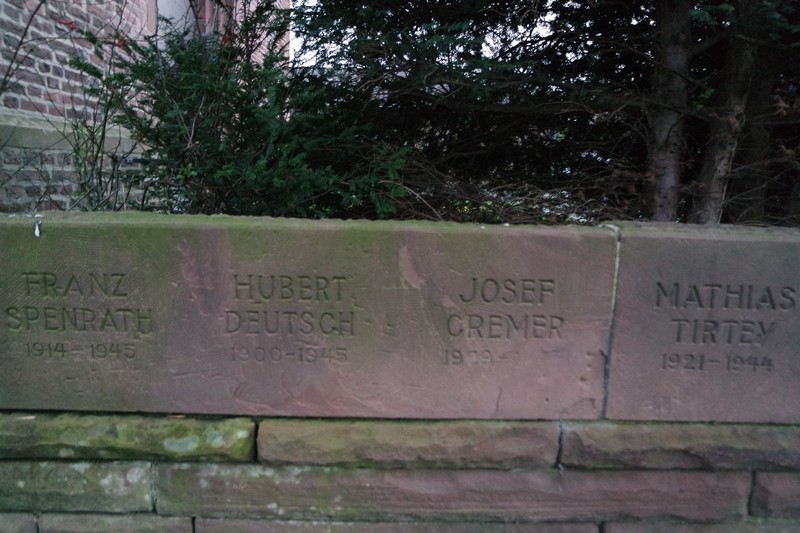 FRANZ
SPENRATH
1914-1945
HUBERT
DEUTSCH
1900-1945
JOSEF
CREMER
MATHIAS
TIRTEY
1921-1944